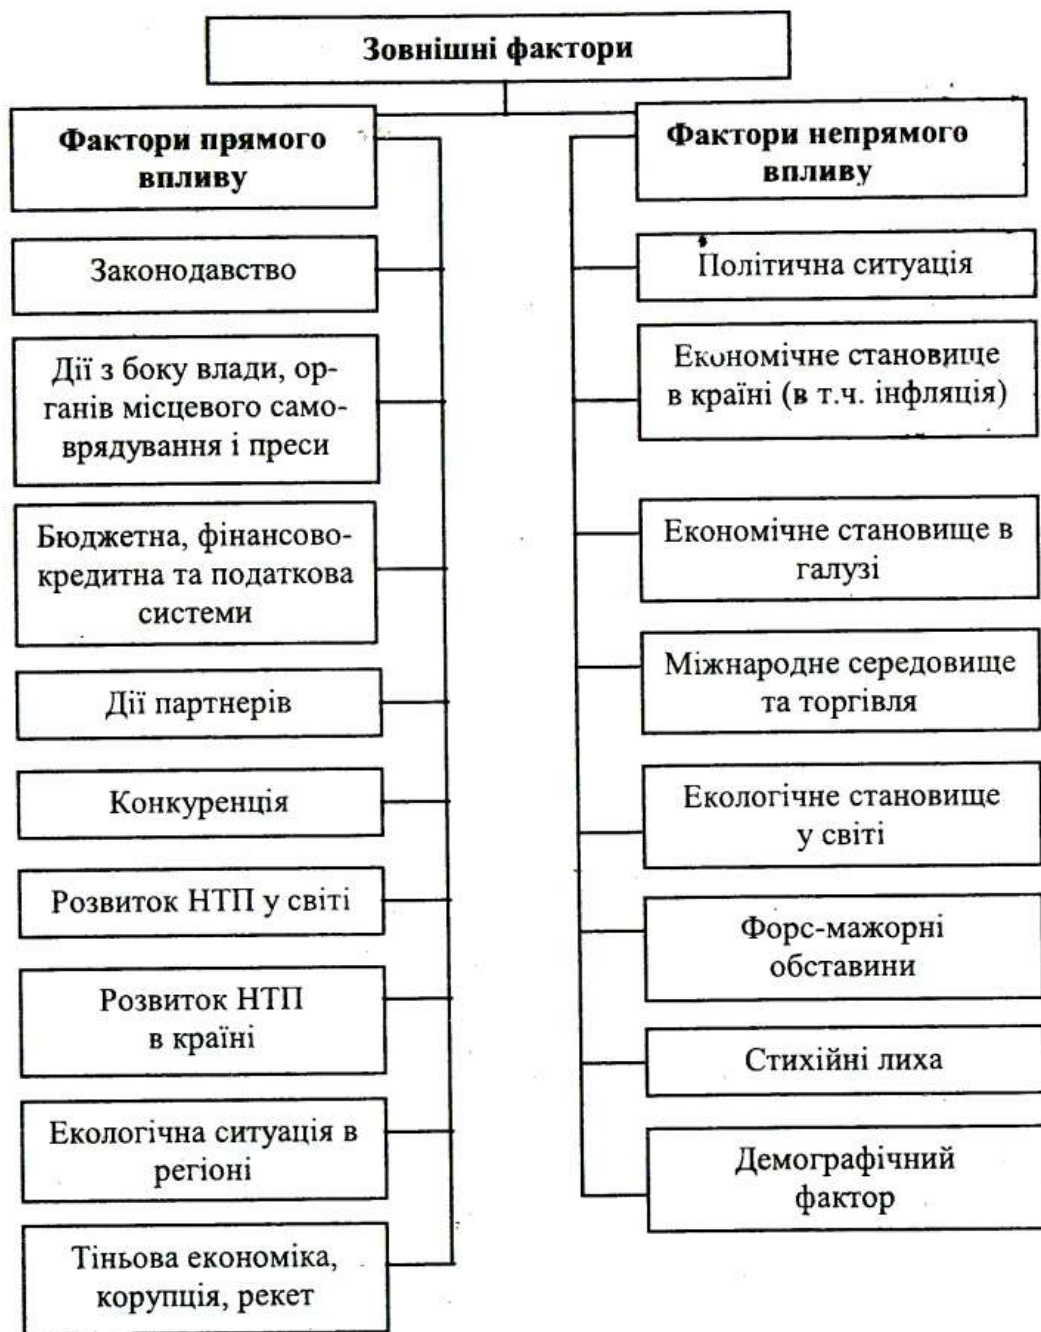 Зовнішні фактори
Фактори прямого
впливу
Законодавство
Дії з боку влади, ор-
ганів місцевого само-
врядування і преси
Бюджетна, фінансово-
кредитна та податкова
системи
Дії партнерів
Конкуренція
Розвиток НТП у світі
Розвиток НТП
в країні
Екологічна ситуація в
регіоні
Тіньова економіка,
корупція, рекет
Фактори непрямого
впливу
Політична ситуація
Економічне становище
в країні (в т.ч. інфляція)
Економічне становище в
галузі
Міжнародне середовище
та торгівля
Екологічне становище
у світі
Форс-мажорні
обставини
Стихійні лиха
Демографічний
фактор